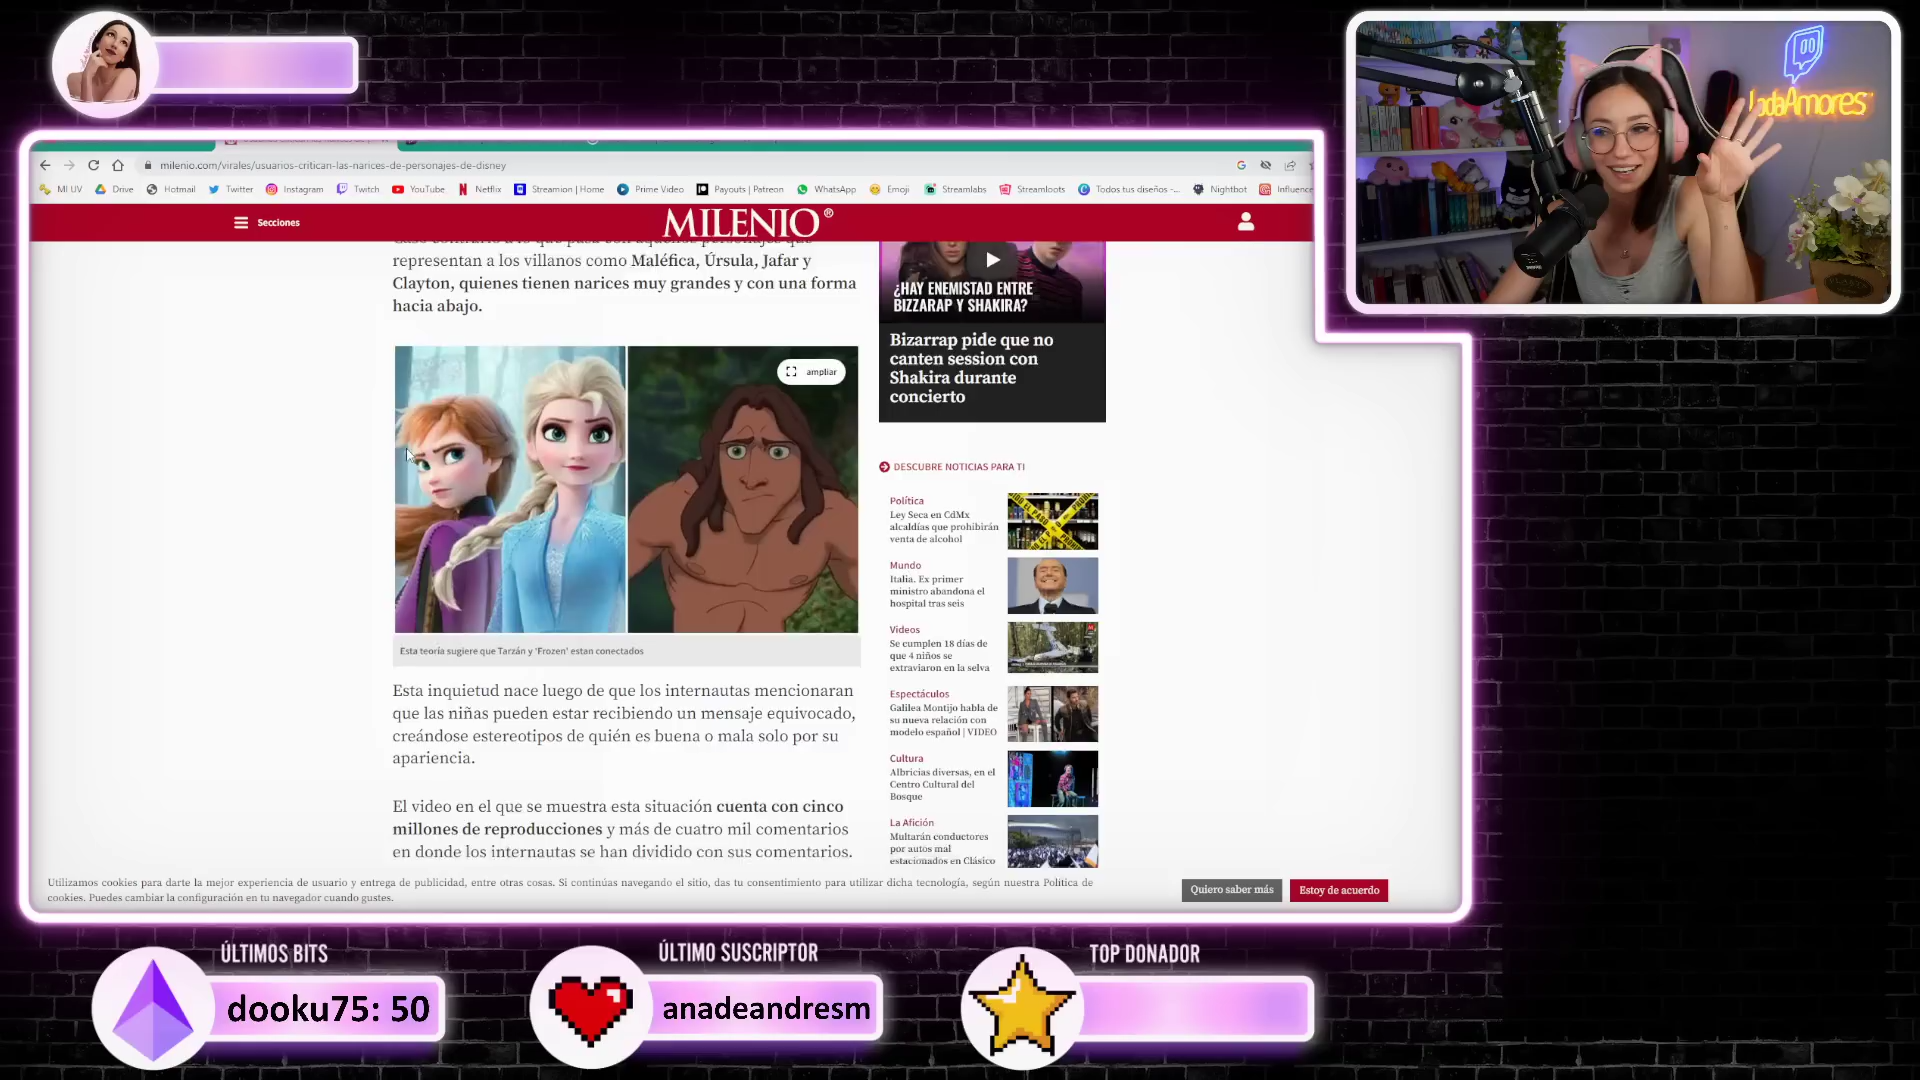 milenio.com/virales/usuarios-critican-las-narices-de-personajes-de-disney
MI UV
Drive
Hotmail
Twitter
Instagram
Twitch
YouTube
Netflix
Streamion | Home
Prime Video
Payouts | Patreon
WhatsApp
Emoji
Streamlabs
Streamloots
Todos tus diseños -...
Nightbot
Influence
Secciones
MILENIO®
representan a los villanos como Maléfica, Úrsula, Jafar y
Clayton, quienes tienen narices muy grandes y con una forma
hacia abajo.
ampliar
Esta teoría sugiere que Tarzán y 'Frozen' estan conectados
Esta inquietud nace luego de que los internautas mencionaran
que las niñas pueden estar recibiendo un mensaje equivocado,
creándose estereotipos de quién es buena o mala solo por su
apariencia.
El video en el que se muestra esta situación cuenta con cinco
millones de reproducciones y más de cuatro mil comentarios
en donde los internautas se han dividido con sus comentarios.
¿HAY ENEMISTAD ENTRE
BIZZARAP Y SHAKIRA?
Bizarrap pide que no
canten session con
Shakira durante
concierto
DESCUBRE NOTICIAS PARA TI
Política
Ley Seca en CdMx
alcaldías que prohibirán
venta de alcohol
Mundo
Italia. Ex primer
ministro abandona el
hospital tras seis
Videos
Se cumplen 18 días de
que 4 niños se
extraviaron en la selva
Espectáculos
Galilea Montijo habla de
su nueva relación con
modelo español | VIDEO
Cultura
Albricias diversas, en el
Centro Cultural del
Bosque
La Afición
Multarán conductores
por autos mal
estacionados en Clásico
Utilizamos cookies para darte la mejor experiencia de usuario y entrega de publicidad, entre otras cosas. Si continúas navegando el sitio, das tu consentimiento para utilizar dicha tecnología, según nuestra Política de
cookies. Puedes cambiar la configuración en tu navegador cuando gustes.
Quiero saber más
Estoy de acuerdo
ÚLTIMOS BITS
dooku75: 50
ÚLTIMO SUSCRIPTOR
anadeandresm
TOP DONADOR